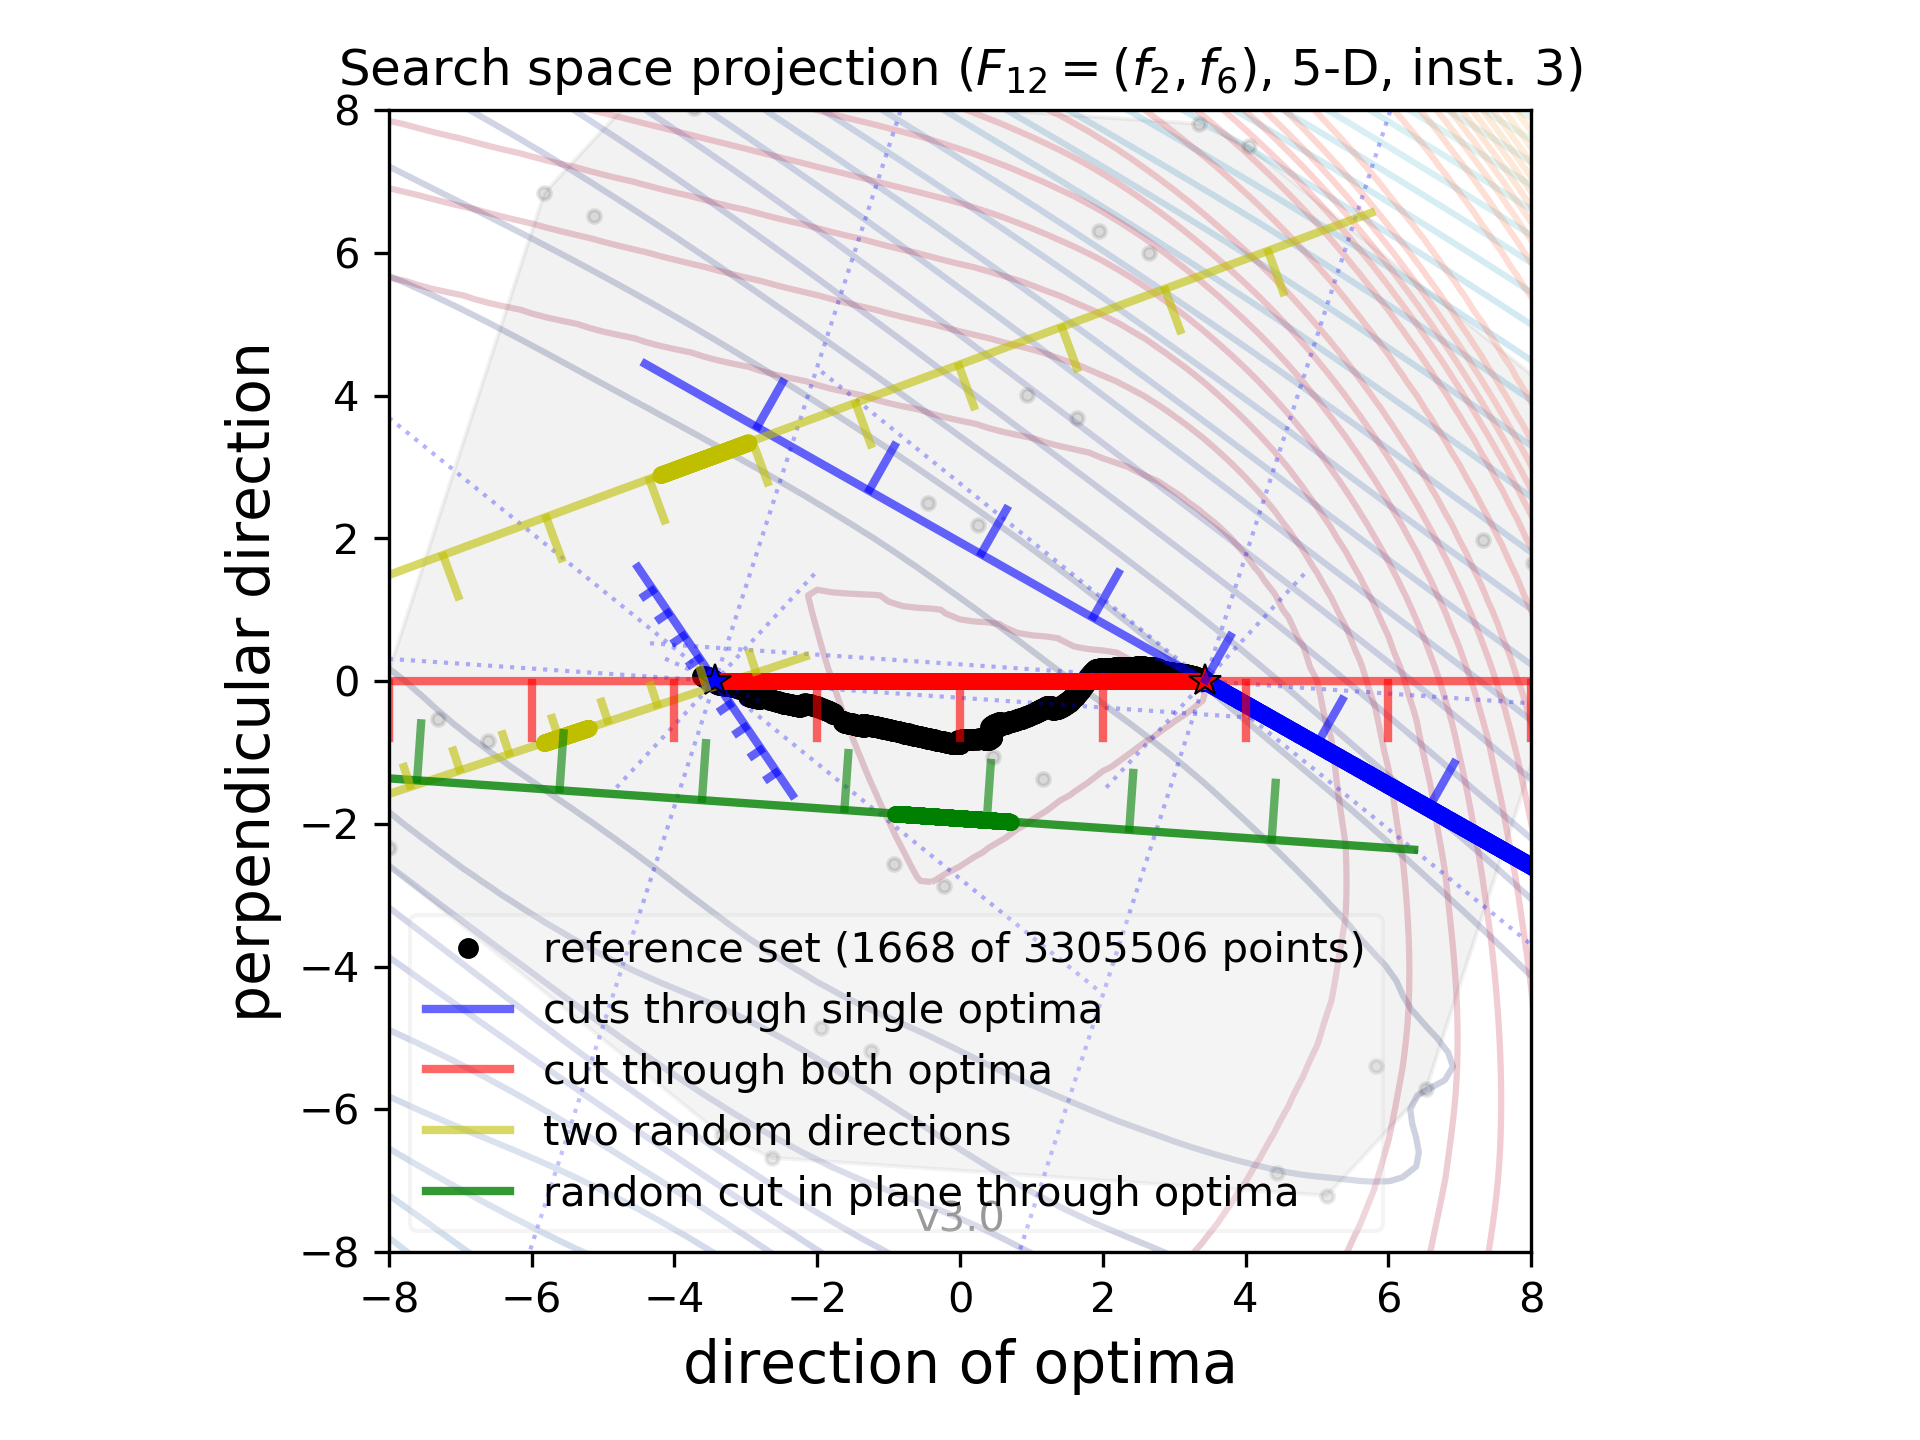 Search space projection (F12 = (f2, f6), 5-D, inst. 3)
8
6
4
2
0
−2
−4
−6
−8
perpendicular direction
reference set (1668 of 3305506 points)
cuts through single optima
cut through both optima
two random directions
random cut in plane through optima
v3.0
−8 −6 −4 −2 0 2 4 6 8
direction of optima